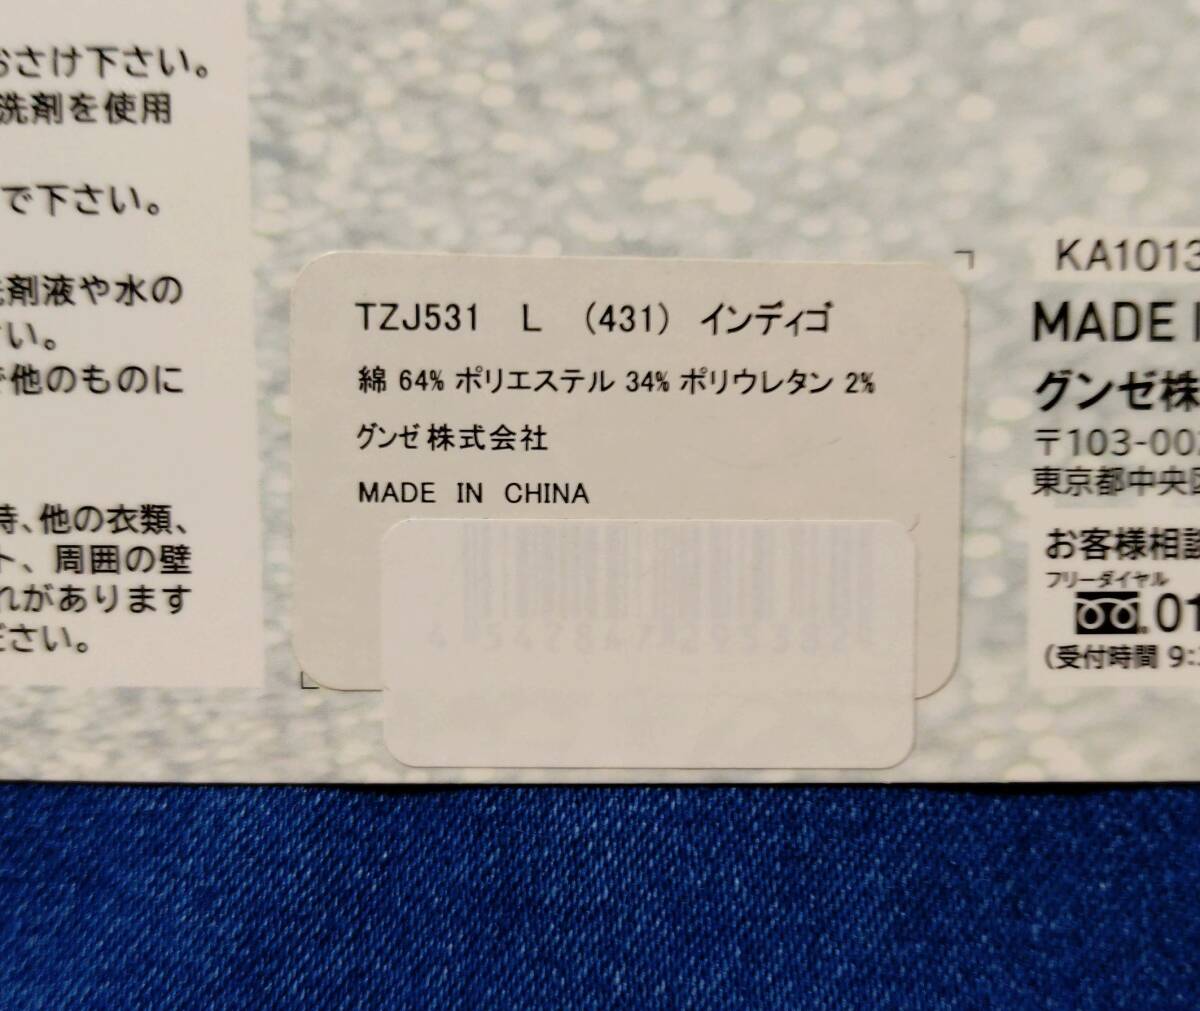 おさけ下さい。
洗剤を使用
で下さい。
洗剤液や水の
さい。
で他のものに
時、他の衣類、
ト、周囲の壁
れがあります
ださい。
TZJ531 L (431) インディゴ
綿 64% ポリエステル 34% ポリウレタン 2%
グンゼ株式会社
MADE IN CHINA
KA1013
MADE I
グンゼ株
〒103-002
東京都中央区
お客様相談
フリーダイヤル
01
(受付時間 9: